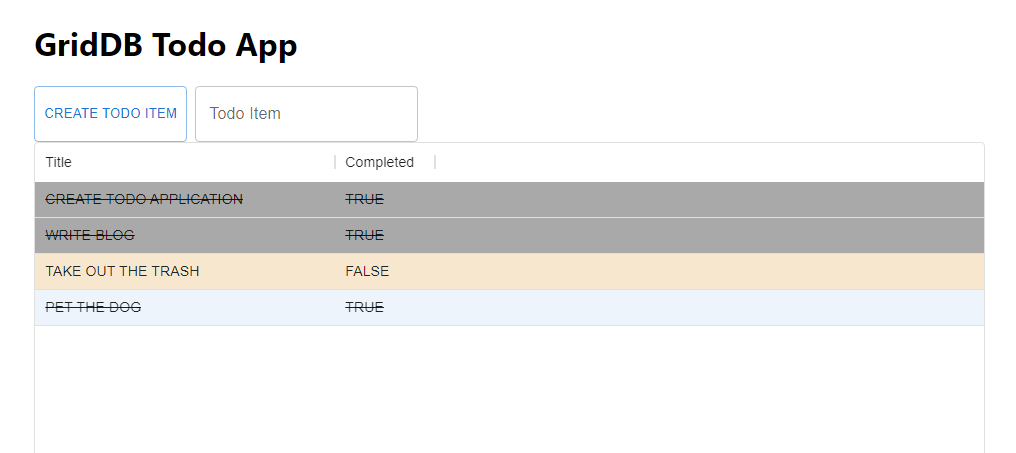 GridDB Todo App
CREATE TODO ITEM Todo Item
Title Completed
CREATE TODO APPLICATION TRUE
WRITE BLOG TRUE
TAKE OUT THE TRASH FALSE
PET THE DOG TRUE